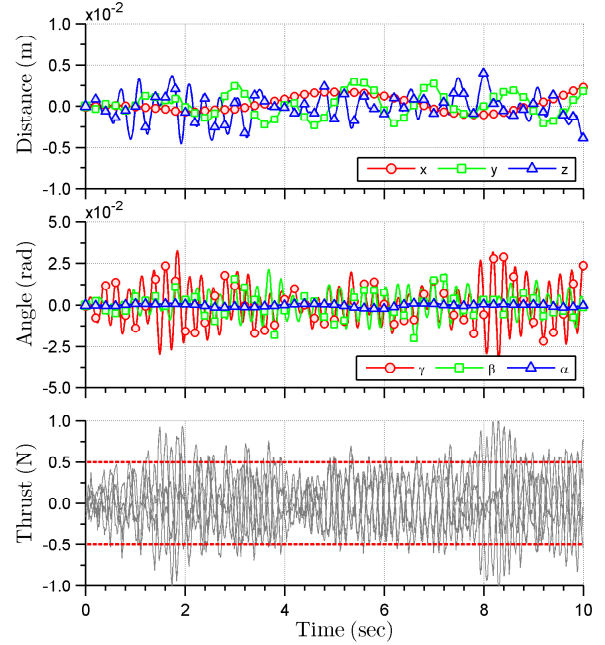 x10-2
1.0
0.5
0.0
-0.5
-1.0
Distance (m)
x y z
x10-2
5.0
2.5
0.0
-2.5
-5.0
Angle (rad)
γ β α
1.0
0.5
0.0
-0.5
-1.0
Thrust (N)
0 2 4 6 8 10
Time (sec)